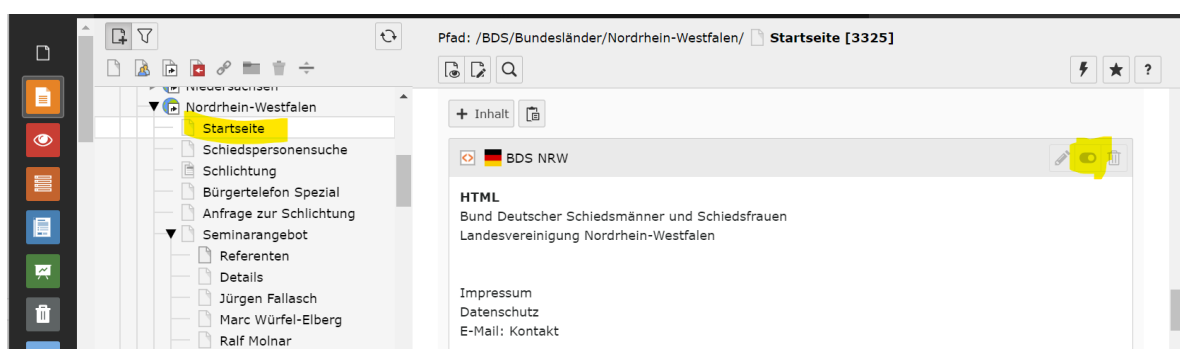 Pfad: /BDS/Bundesländer/Nordrhein-Westfalen/ Startseite [3325]
?
Niedersachsen
Nordrhein-Westfalen
Startseite
Schiedspersonensuche
Schlichtung
Bürgertelefon Spezial
Anfrage zur Schlichtung
Seminarangebot
Referenten
Details
Jürgen Fallasch
Marc Würfel-Elberg
Ralf Molnar
+ Inhalt
BDS NRW
HTML
Bund Deutscher Schiedsmänner und Schiedsfrauen
Landesvereinigung Nordrhein-Westfalen
Impressum
Datenschutz
E-Mail: Kontakt